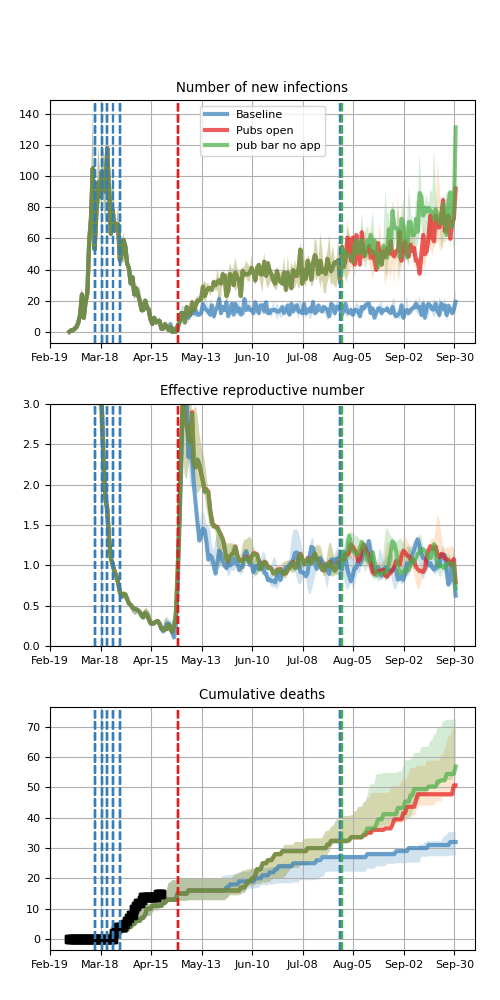 Number of new infections
140
120
100
80
60
40
20
0
Baseline
Pubs open
pub bar no app
Feb-19 Mar-18 Apr-15 May-13 Jun-10 Jul-08 Aug-05 Sep-02 Sep-30
Effective reproductive number
3.0
2.5
2.0
1.5
1.0
0.5
0.0
Feb-19 Mar-18 Apr-15 May-13 Jun-10 Jul-08 Aug-05 Sep-02 Sep-30
Cumulative deaths
70
60
50
40
30
20
10
0
Feb-19 Mar-18 Apr-15 May-13 Jun-10 Jul-08 Aug-05 Sep-02 Sep-30